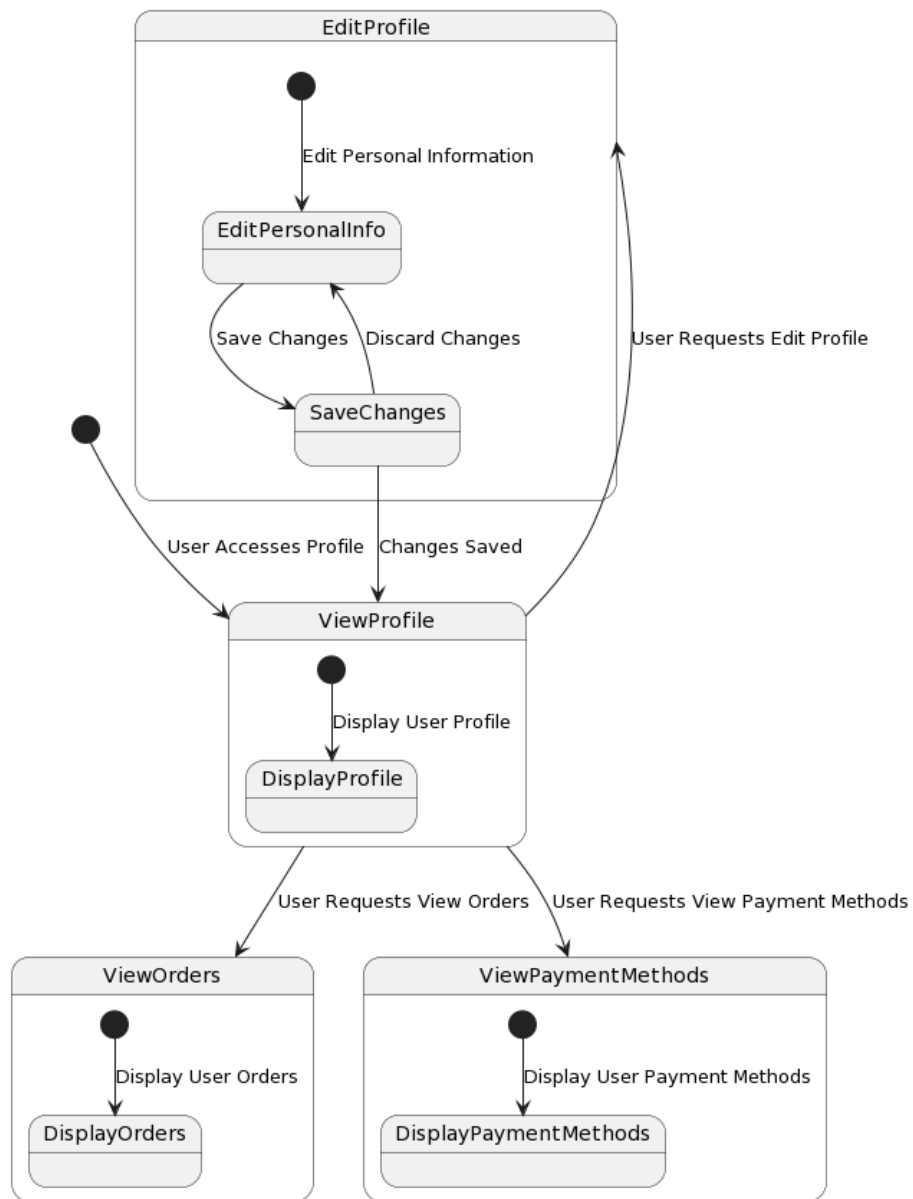 EditProfile
Edit Personal Information
EditPersonalInfo
Save Changes
Discard Changes
User Requests Edit Profile
SaveChanges
User Accesses Profile
Changes Saved
ViewProfile
Display User Profile
DisplayProfile
User Requests View Orders
User Requests View Payment Methods
ViewOrders
ViewPaymentMethods
Display User Orders
Display User Payment Methods
DisplayOrders
DisplayPaymentMethods